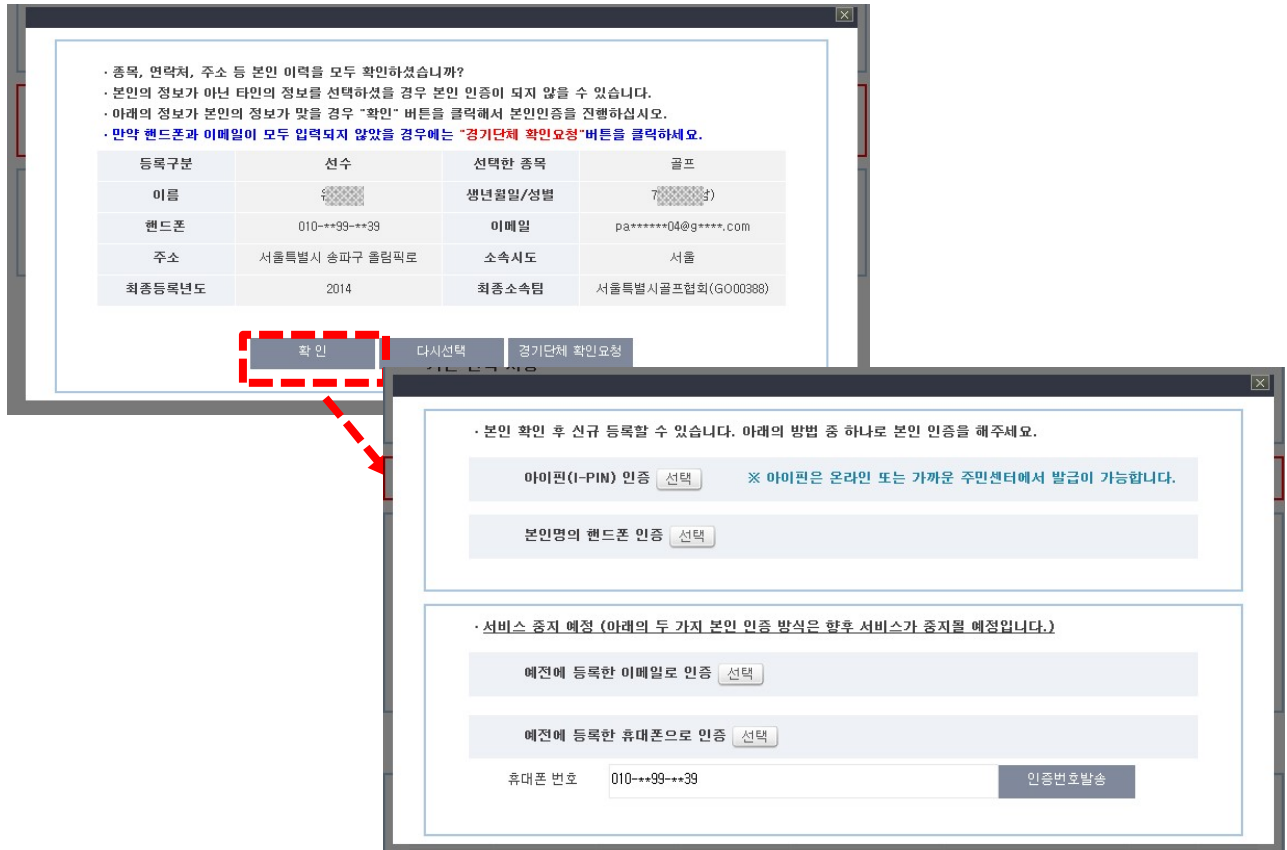 · 종목, 연락처, 주소 등 본인 이력을 모두 확인하셨습니까?
· 본인의 정보가 아닌 타인의 정보를 선택하셨을 경우 본인 인증이 되지 않을 수 있습니다.
· 아래의 정보가 본인의 정보가 맞을 경우 "확인" 버튼을 클릭해서 본인인증을 진행하십시오.
· 만약 핸드폰과 이메일이 모두 입력되지 않았을 경우에는 "경기단체 확인요청"버튼을 클릭하세요.
등록구분 선수 선택한 종목 골프
이름 생년월일/성별 7
핸드폰 010-**99-**39 이메일 pa******04@g****.com
주소 서울특별시 송파구 올림픽로 소속시도 서울
최종등록년도 2014 최종소속팀 서울특별시골프협회(GO00388)
확 인 다시선택 경기단체 확인요청
· 본인 확인 후 신규 등록할 수 있습니다. 아래의 방법 중 하나로 본인 인증을 해주세요.
아이핀(I-PIN) 인증 선택 ※ 아이핀은 온라인 또는 가까운 주민센터에서 발급이 가능합니다.
본인명의 핸드폰 인증 선택
· 서비스 중지 예정 (아래의 두 가지 본인 인증 방식은 향후 서비스가 중지될 예정입니다.)
예전에 등록한 이메일로 인증 선택
예전에 등록한 휴대폰으로 인증 선택
휴대폰 번호 010-**99-**39 인증번호발송